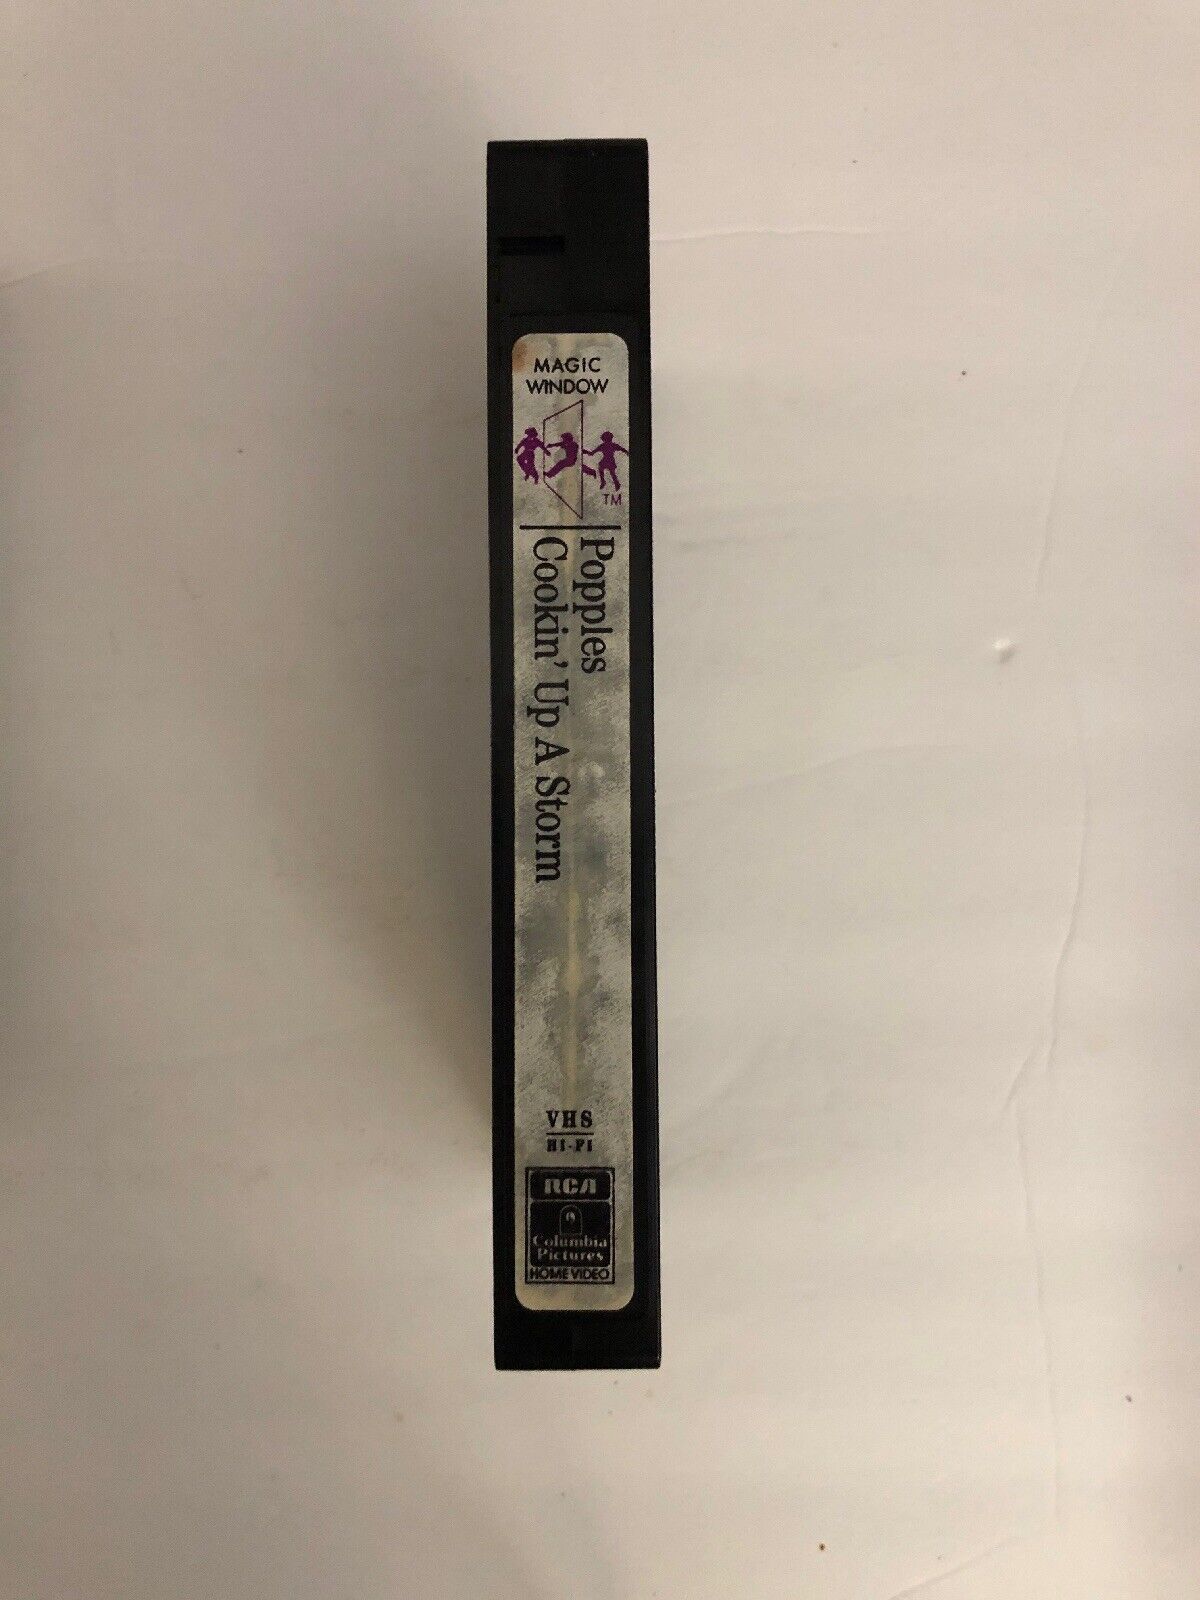 MAGIC
WINDOW
TM
Popples
Cookin' Up A Storm
VHS
HI-FI
RCA
Columbia
Pictures
HOME VIDEO